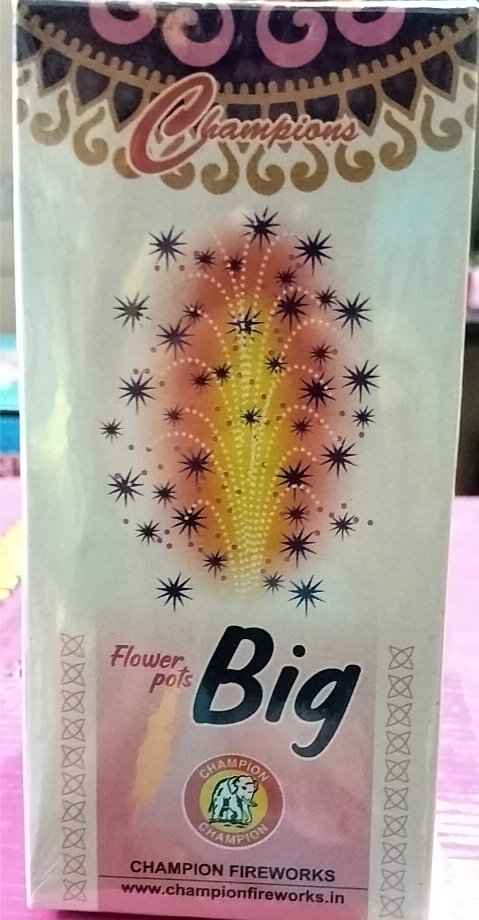 Champions
Flower
pots
Big
CHAMPION
CHAMPION
CHAMPION FIREWORKS
www.championfireworks.in